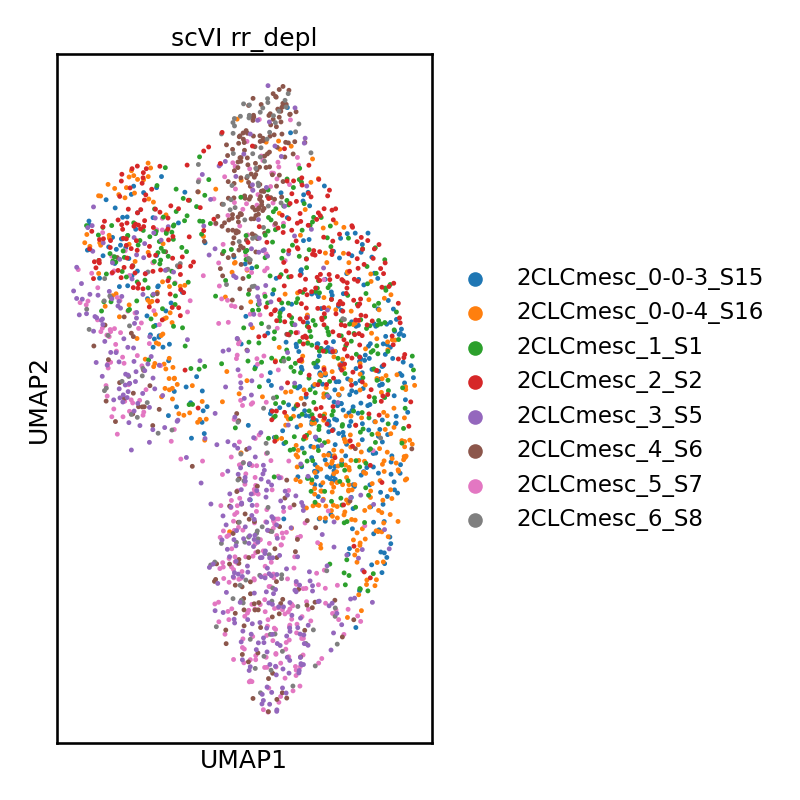 scVI rr_depl
UMAP2
UMAP1
2CLCmesc_0-0-3_S15
2CLCmesc_0-0-4_S16
2CLCmesc_1_S1
2CLCmesc_2_S2
2CLCmesc_3_S5
2CLCmesc_4_S6
2CLCmesc_5_S7
2CLCmesc_6_S8